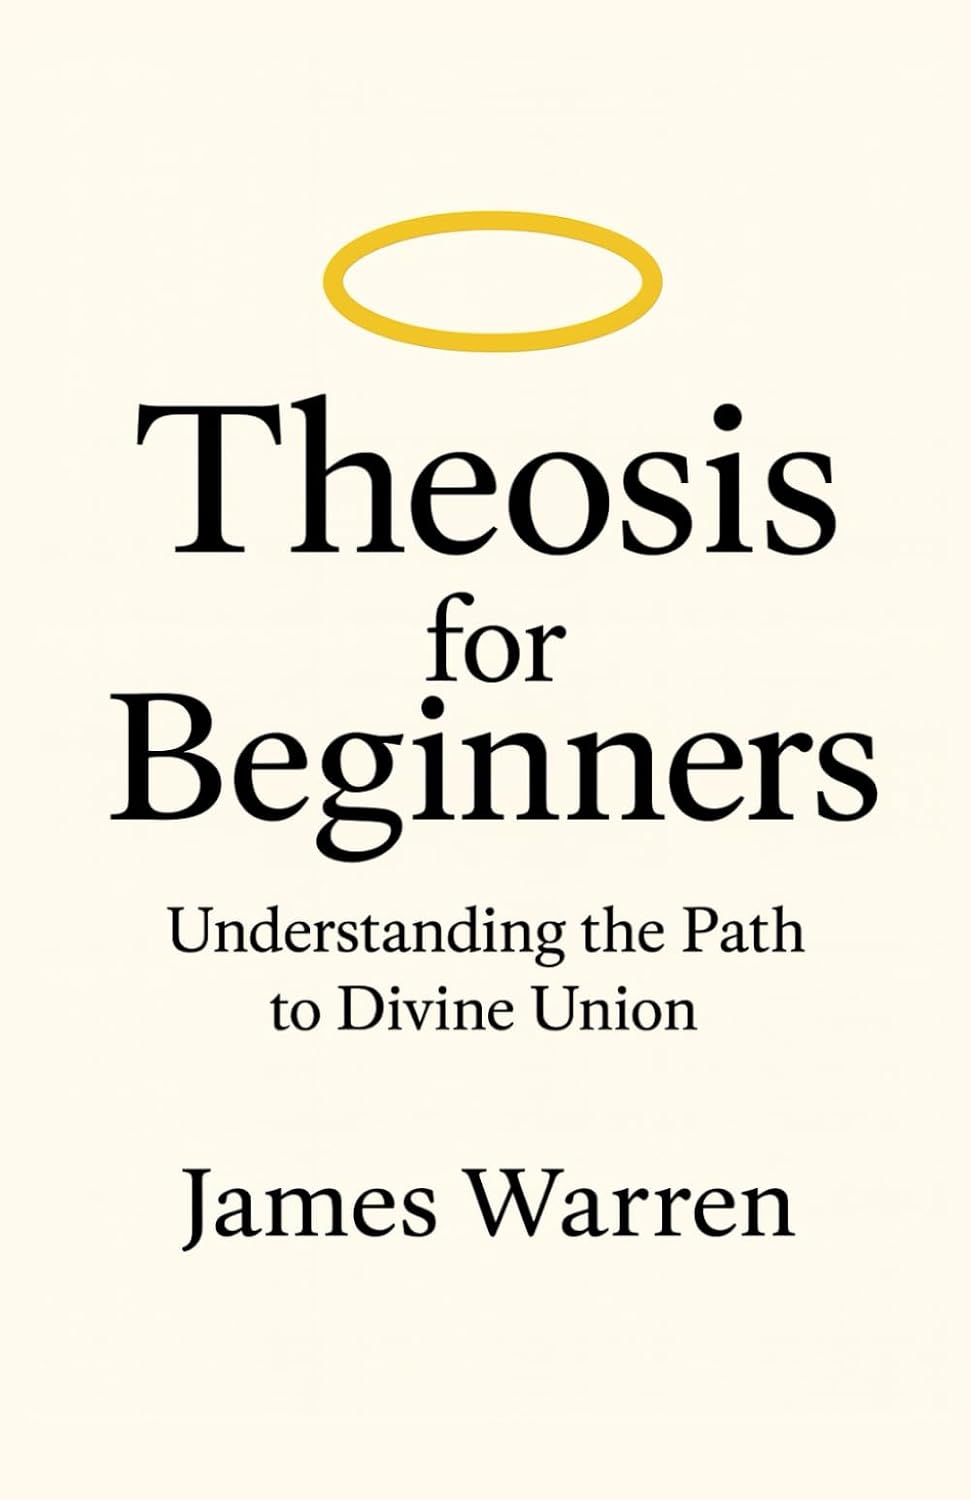 Theosis
for
Beginners
Understanding the Path
to Divine Union
James Warren